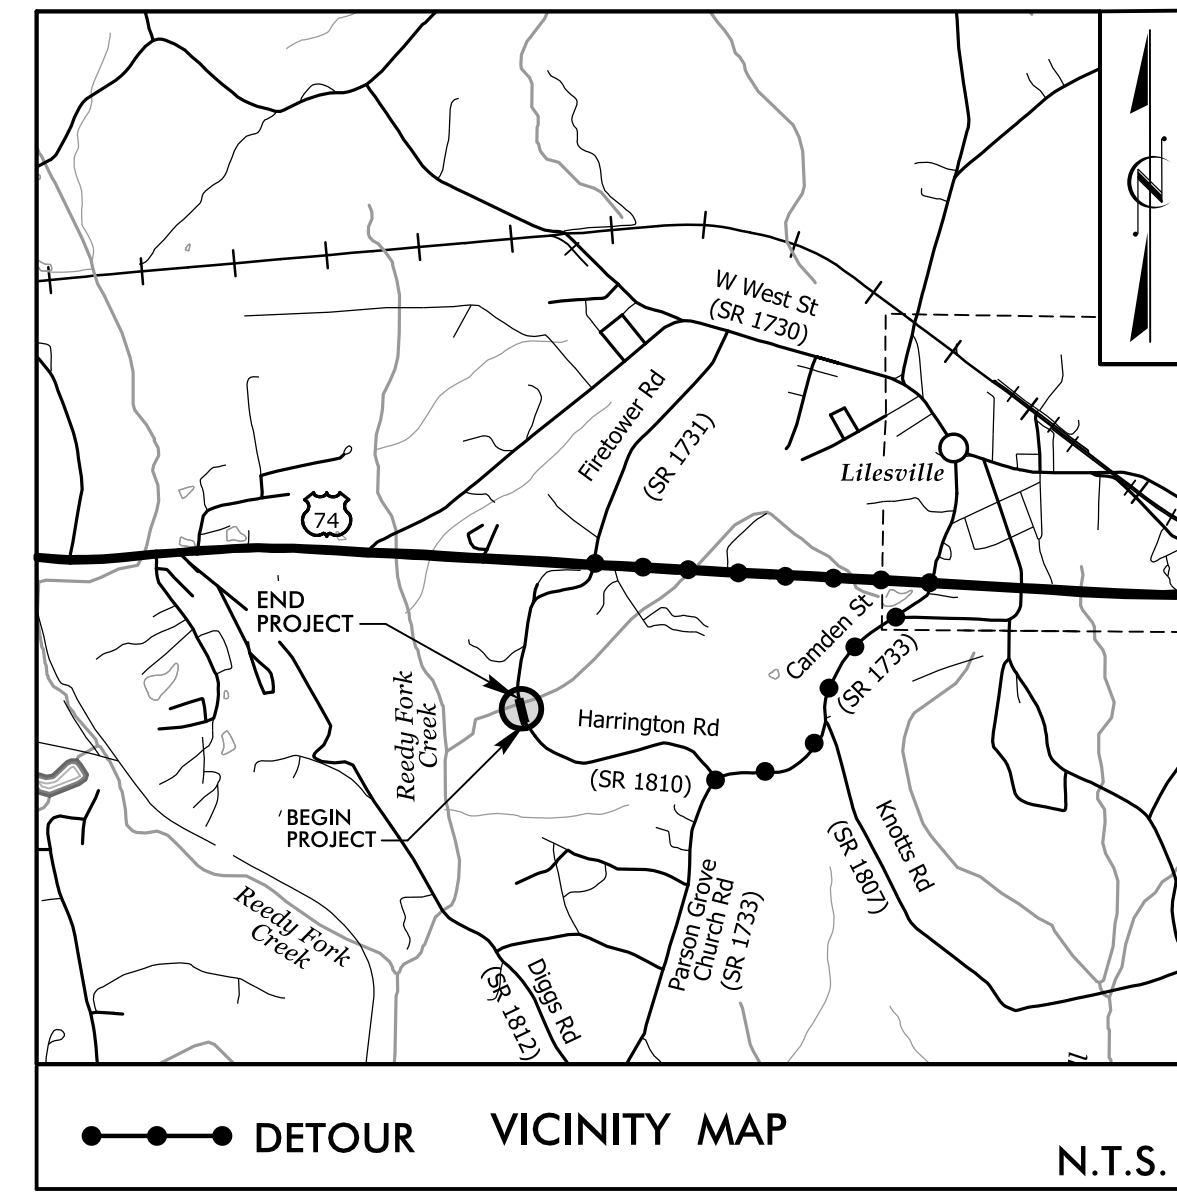 W West St
(SR 1730)
Firetower Rd
(SR 1731)
Lilesville
74
END
PROJECT
Camden St
(SR 1733)
Reedy Fork
Creek
Harrington Rd
(SR 1810)
BEGIN
PROJECT
Knotts Rd
(SR 1807)
Parson Grove
Church Rd
(SR 1733)
Reedy Fork
Creek
Diggs Rd
(SR 1812)
DETOUR
VICINITY MAP
N.T.S.